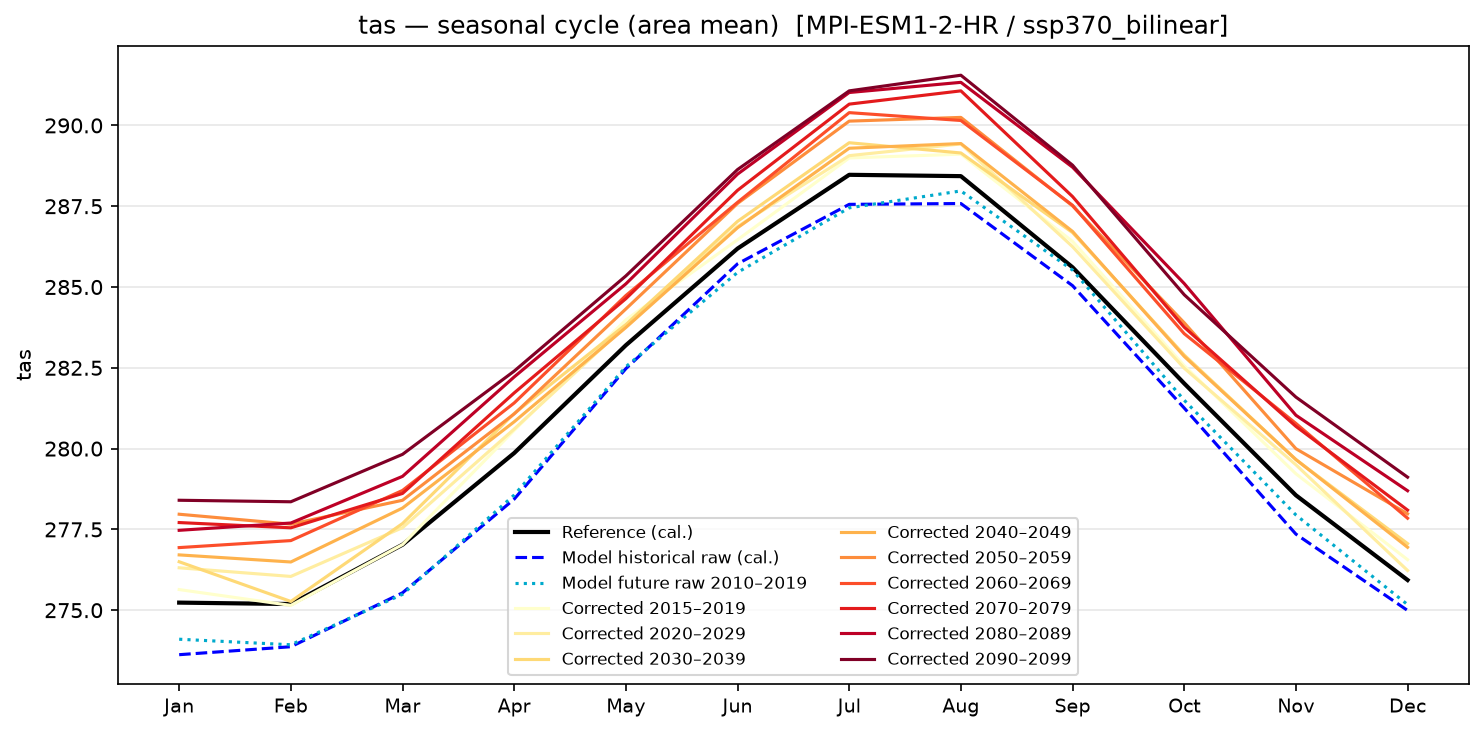 tas — seasonal cycle (area mean)  [MPI-ESM1-2-HR / ssp370_bilinear]
tas
290.0
287.5
285.0
282.5
280.0
277.5
275.0
Reference (cal.)
Model historical raw (cal.)
Model future raw 2010–2019
Corrected 2015–2019
Corrected 2020–2029
Corrected 2030–2039
Corrected 2040–2049
Corrected 2050–2059
Corrected 2060–2069
Corrected 2070–2079
Corrected 2080–2089
Corrected 2090–2099
Jan Feb Mar Apr May Jun Jul Aug Sep Oct Nov Dec